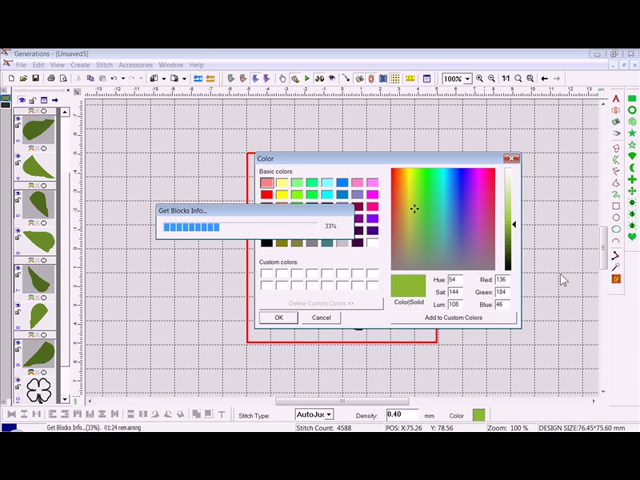 Generations - [Unsaved5]
File Edit View Create Stitch Accessories Window Help
100%
1:1
Color
Basic colors:
Get Blocks Info...
33%
Custom colors:
Define Custom Colors >>
OK Cancel
Color|Solid
Hue: 54 Red: 136
Sat: 144 Green: 184
Lum: 108 Blue: 46
Add to Custom Colors
Stitch Type: AutoJu Density: 0.40 mm Color
Get Blocks Info...(33%). 01:24 remaining
Stitch Count: 4588
POS: X:75.26 Y: 78.56
Zoom: 100 %
DESIGN SIZE:76.45*75.60 mm